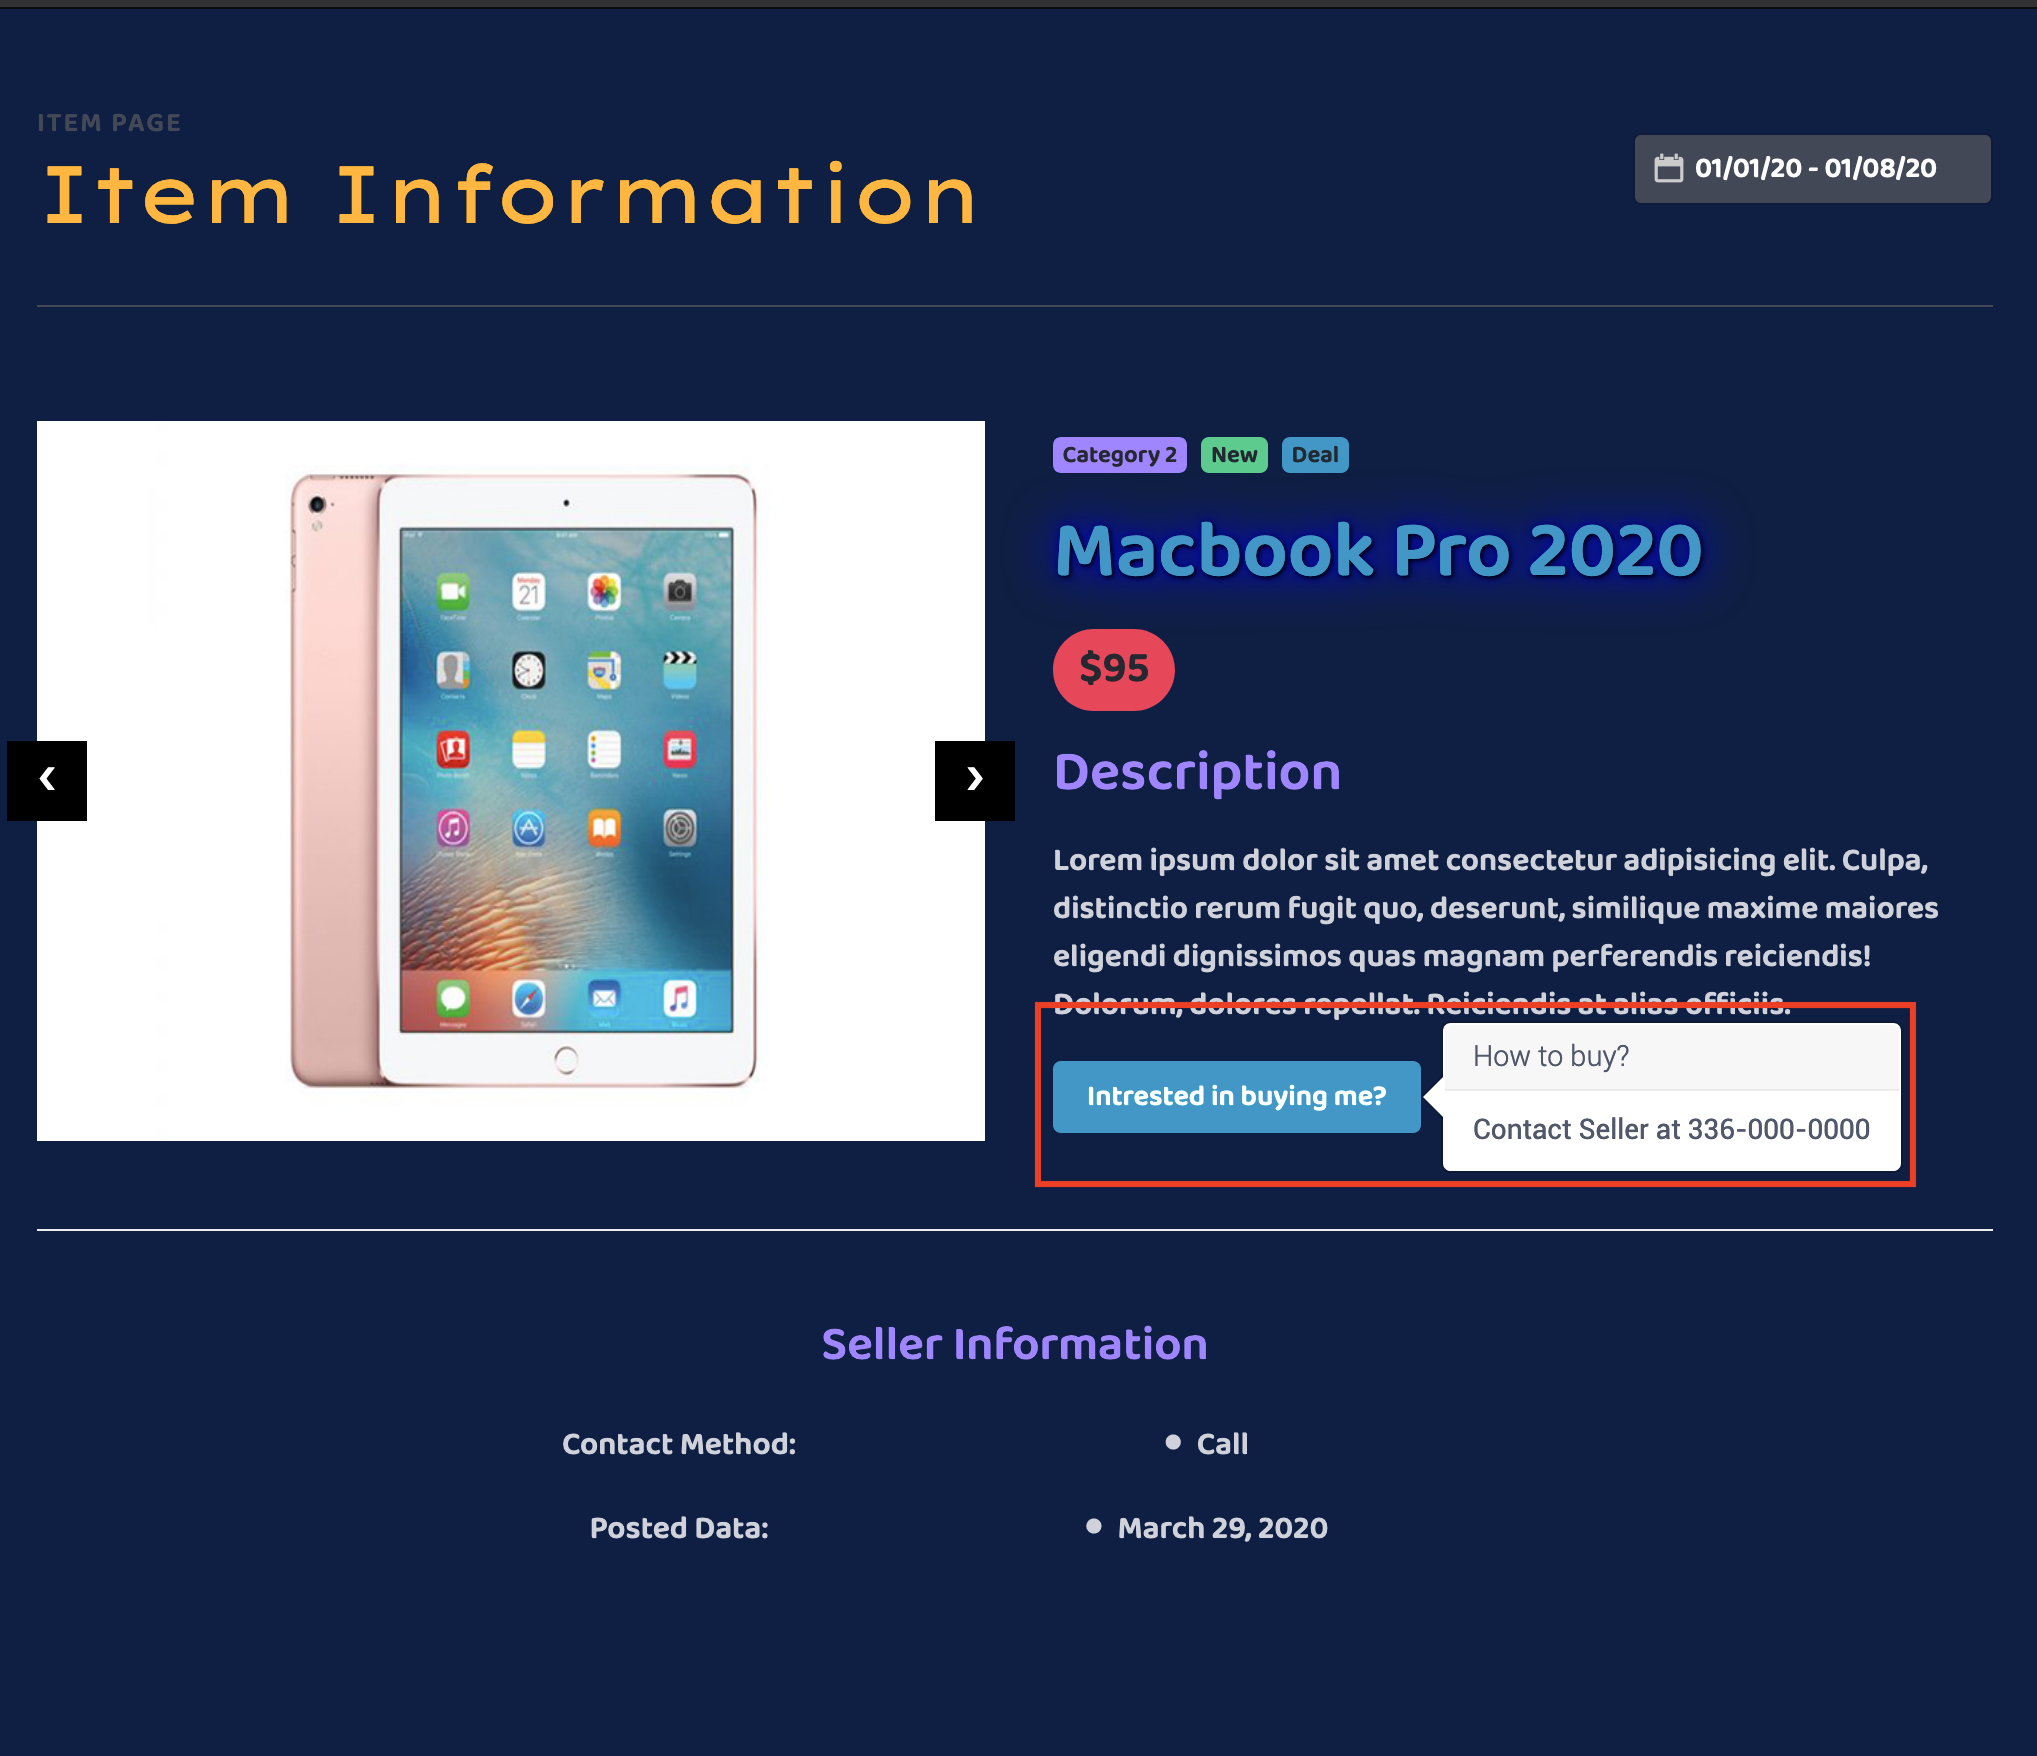 ITEM PAGE
Item Information
01/01/20 - 01/08/20
Category 2 New Deal
Macbook Pro 2020
$95
Description
Lorem ipsum dolor sit amet consectetur adipisicing elit. Culpa,
distinctio rerum fugit quo, deserunt, similique maxime maiores
eligendi dignissimos quas magnam perferendis reiciendis!
Dolorum, dolores repellat. Reiciendis at alias officiis.
Intrested in buying me?
How to buy?
Contact Seller at 336-000-0000
Monday
21
Seller Information
Contact Method:
Call
Posted Data:
March 29, 2020